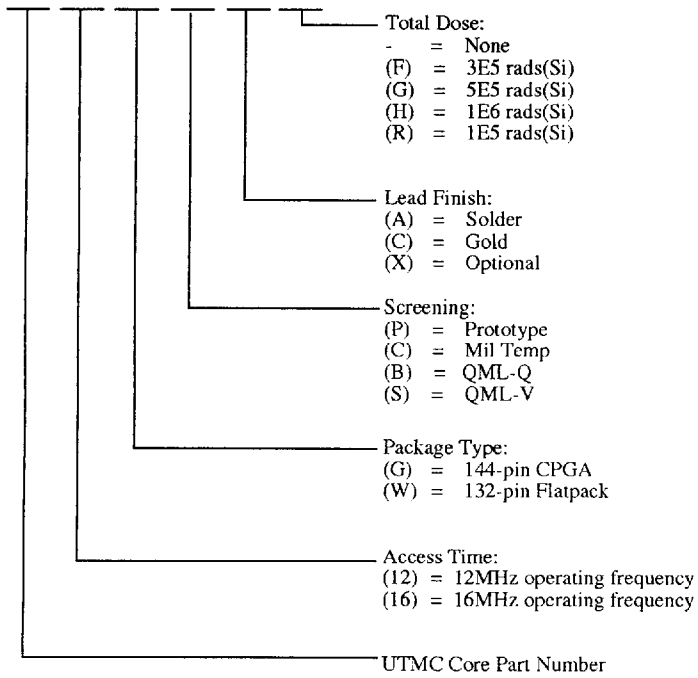 Total Dose:
- = None
(F) = 3E5 rads(Si)
(G) = 5E5 rads(Si)
(H) = 1E6 rads(Si)
(R) = 1E5 rads(Si)
Lead Finish:
(A) = Solder
(C) = Gold
(X) = Optional
Screening:
(P) = Prototype
(C) = Mil Temp
(B) = QML-Q
(S) = QML-V
Package Type:
(G) = 144-pin CPGA
(W) = 132-pin Flatpack
Access Time:
(12) = 12MHz operating frequency
(16) = 16MHz operating frequency
UTMC Core Part Number